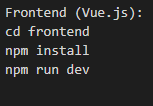 Frontend (Vue.js):
cd frontend
npm install
npm run dev